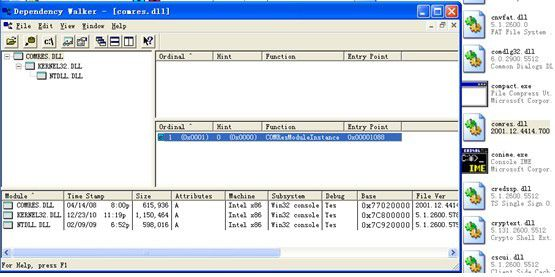 Dependency Walker - [comres.dll]
File Edit View Window Help
COMRES.DLL
KERNEL32.DLL
NTDLL.DLL
Ordinal ^ Hint Function Entry Point
Ordinal ^ Hint Function Entry Point
1 (0x0001) 0 (0x0000) COMResModuleInstance 0x00001088
Module ^ Time Stamp Size Attributes Machine Subsystem Debug Base File Ver
COMRES.DLL 04/14/08 8:00p 615,936 A Intel x86 Win32 console Yes 0x77020000 2001.12.4414
KERNEL32.DLL 12/23/10 11:19p 1,150,464 A Intel x86 Win32 console Yes 0x7C800000 5.1.2600.57
NTDLL.DLL 02/09/09 6:52p 598,016 A Intel x86 Win32 console Yes 0x7C920000 5.1.2600.57
For Help, press F1
cnvfat.dll
5.1.2600.0
FAT File System
comdlg32.dll
6.0.2900.5512
Common Dialogs DL
compact.exe
File Compress Ut.
Microsoft Corpor
comres.dll
2001.12.4414.700
conime.exe
Console IME
Microsoft Corpor
IME
credssp.dll
5.1.2600.5512
TS Single Sign O
cryptext.dll
5.131.2600.5512
Crypto Shell Ext
cscui.dll
5.1.2600.5512